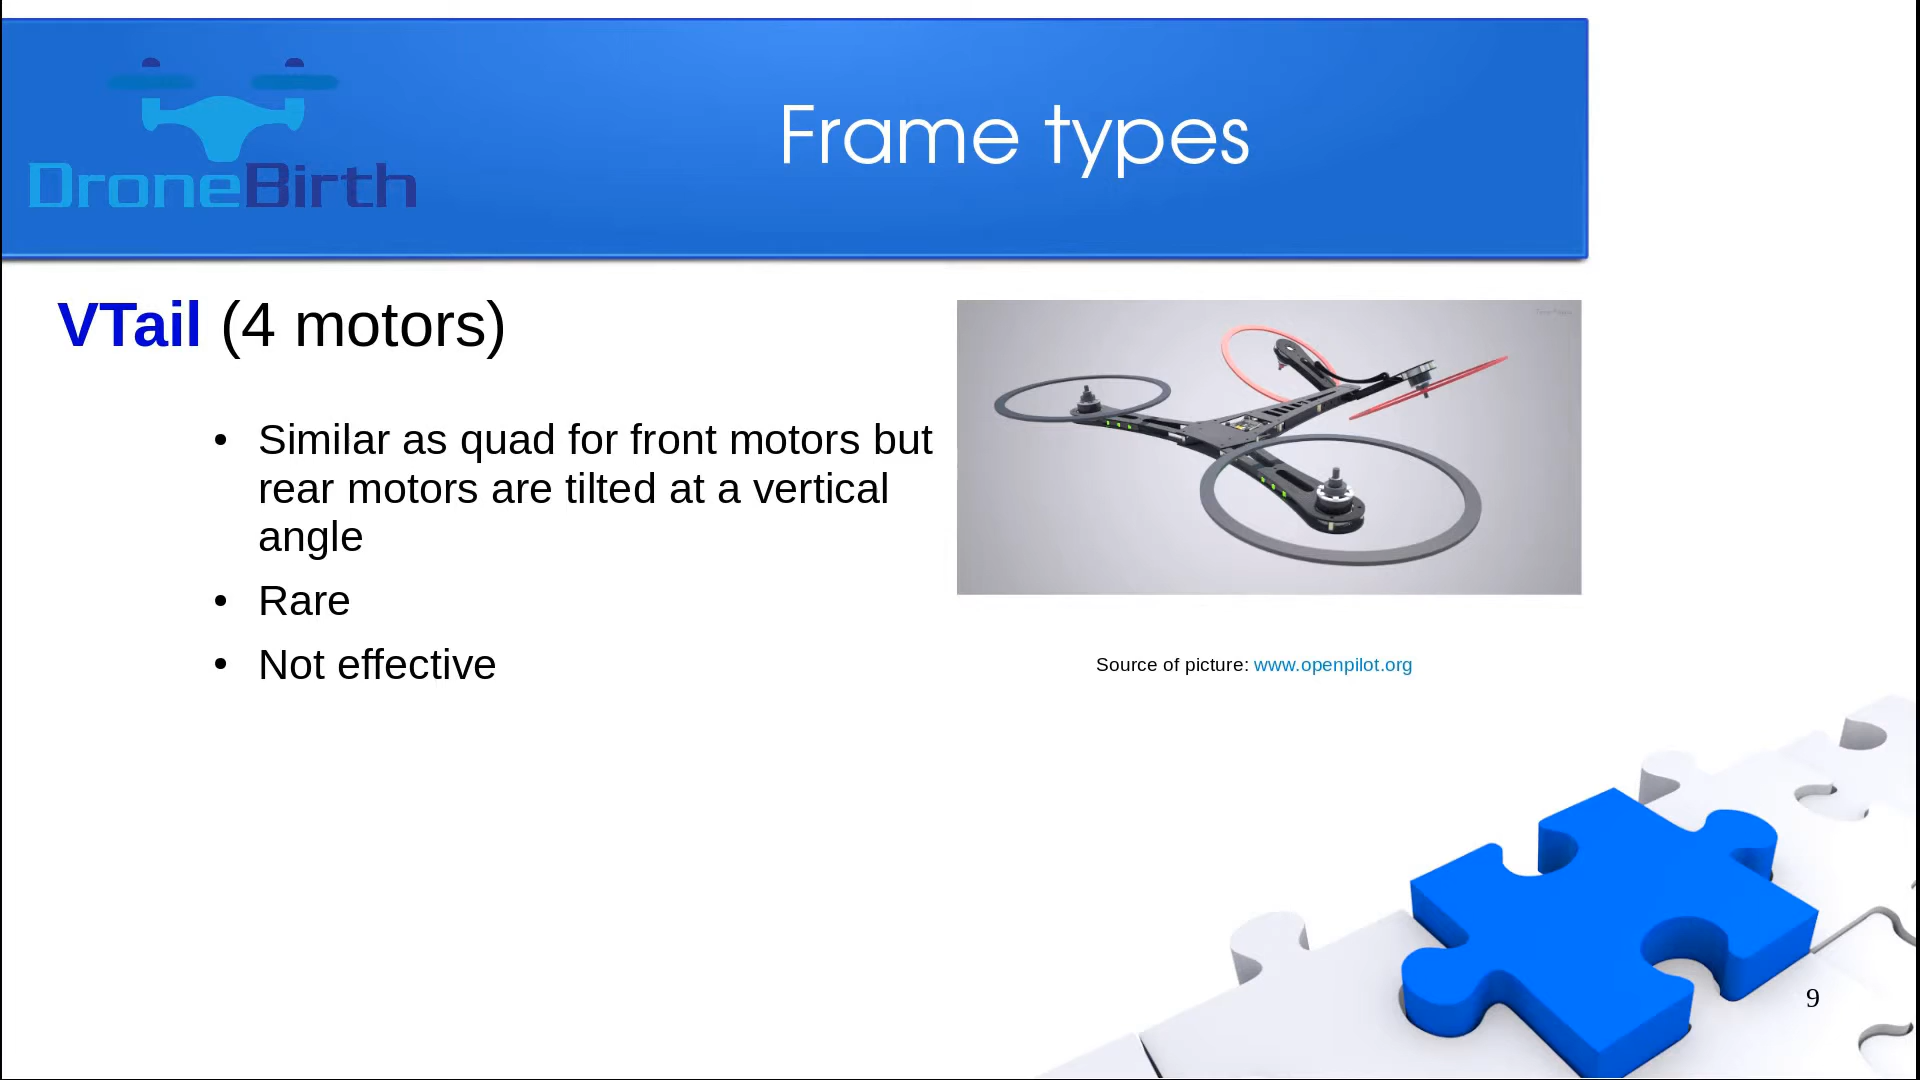 DroneBirth
Frame types
VTail (4 motors)
• Similar as quad for front motors but
rear motors are tilted at a vertical
angle
• Rare
• Not effective
Source of picture: www.openpilot.org
9